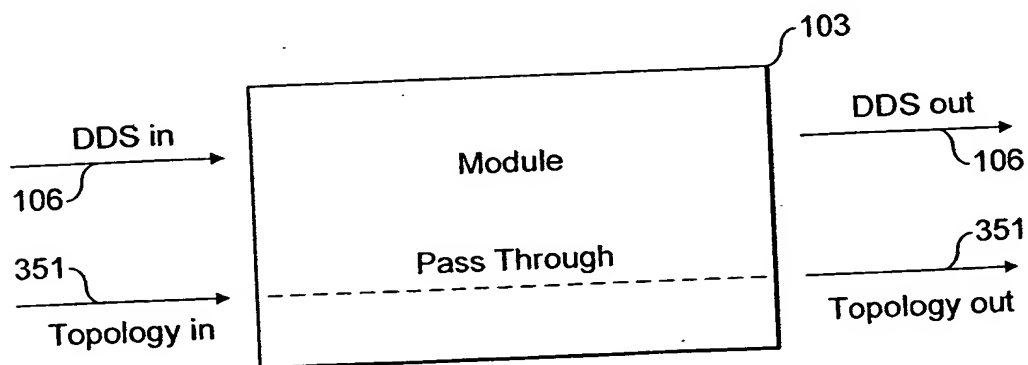 103
DDS in
DDS out
Module
106
106
351
351
Pass Through
Topology in
Topology out